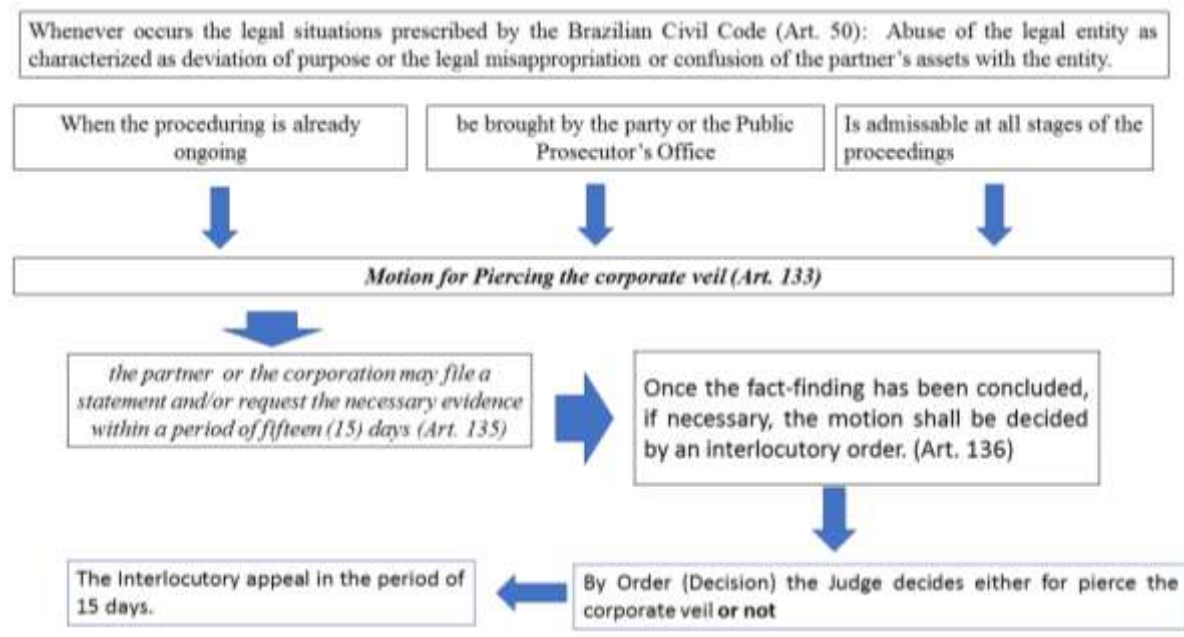 Whenever occurs the legal situations prescribed by the Brazilian Civil Code (Art. 50): Abuse of the legal entity as
characterized as deviation of purpose or the legal misappropriation or confusion of the partner's assets with the entity.
When the proceduring is already
ongoing
be brought by the party or the Public
Prosecutor's Office
Is admissable at all stages of the
proceedings
Motion for Piercing the corporate veil (Art. 133)
the partner or the corporation may file a
statement and/or request the necessary evidence
within a period of fifteen (15) days (Art. 135)
Once the fact-finding has been concluded,
if necessary, the motion shall be decided
by an interlocutory order. (Art. 136)
The Interlocutory appeal in the period of
15 days.
By Order (Decision) the Judge decides either for pierce the
corporate veil or not